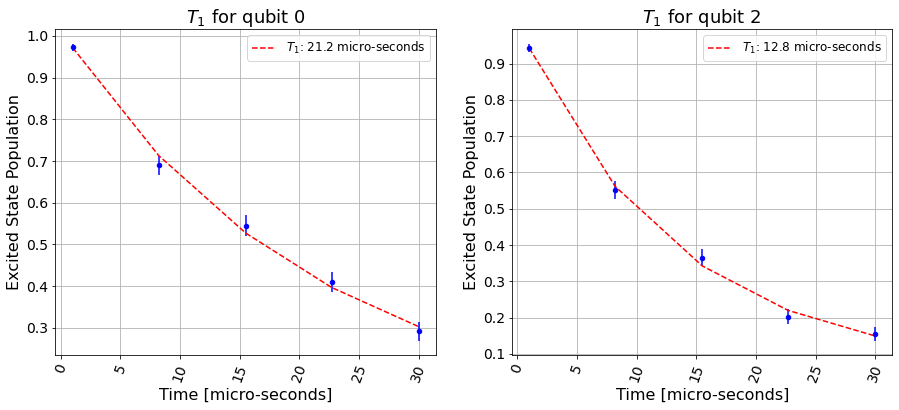 T₁ for qubit 0
Excited State Population
1.0
0.9
0.8
0.7
0.6
0.5
0.4
0.3
T₁: 21.2 micro-seconds
0 5 10 15 20 25 30
Time [micro-seconds]
T₁ for qubit 2
Excited State Population
0.9
0.8
0.7
0.6
0.5
0.4
0.3
0.2
0.1
T₁: 12.8 micro-seconds
0 5 10 15 20 25 30
Time [micro-seconds]